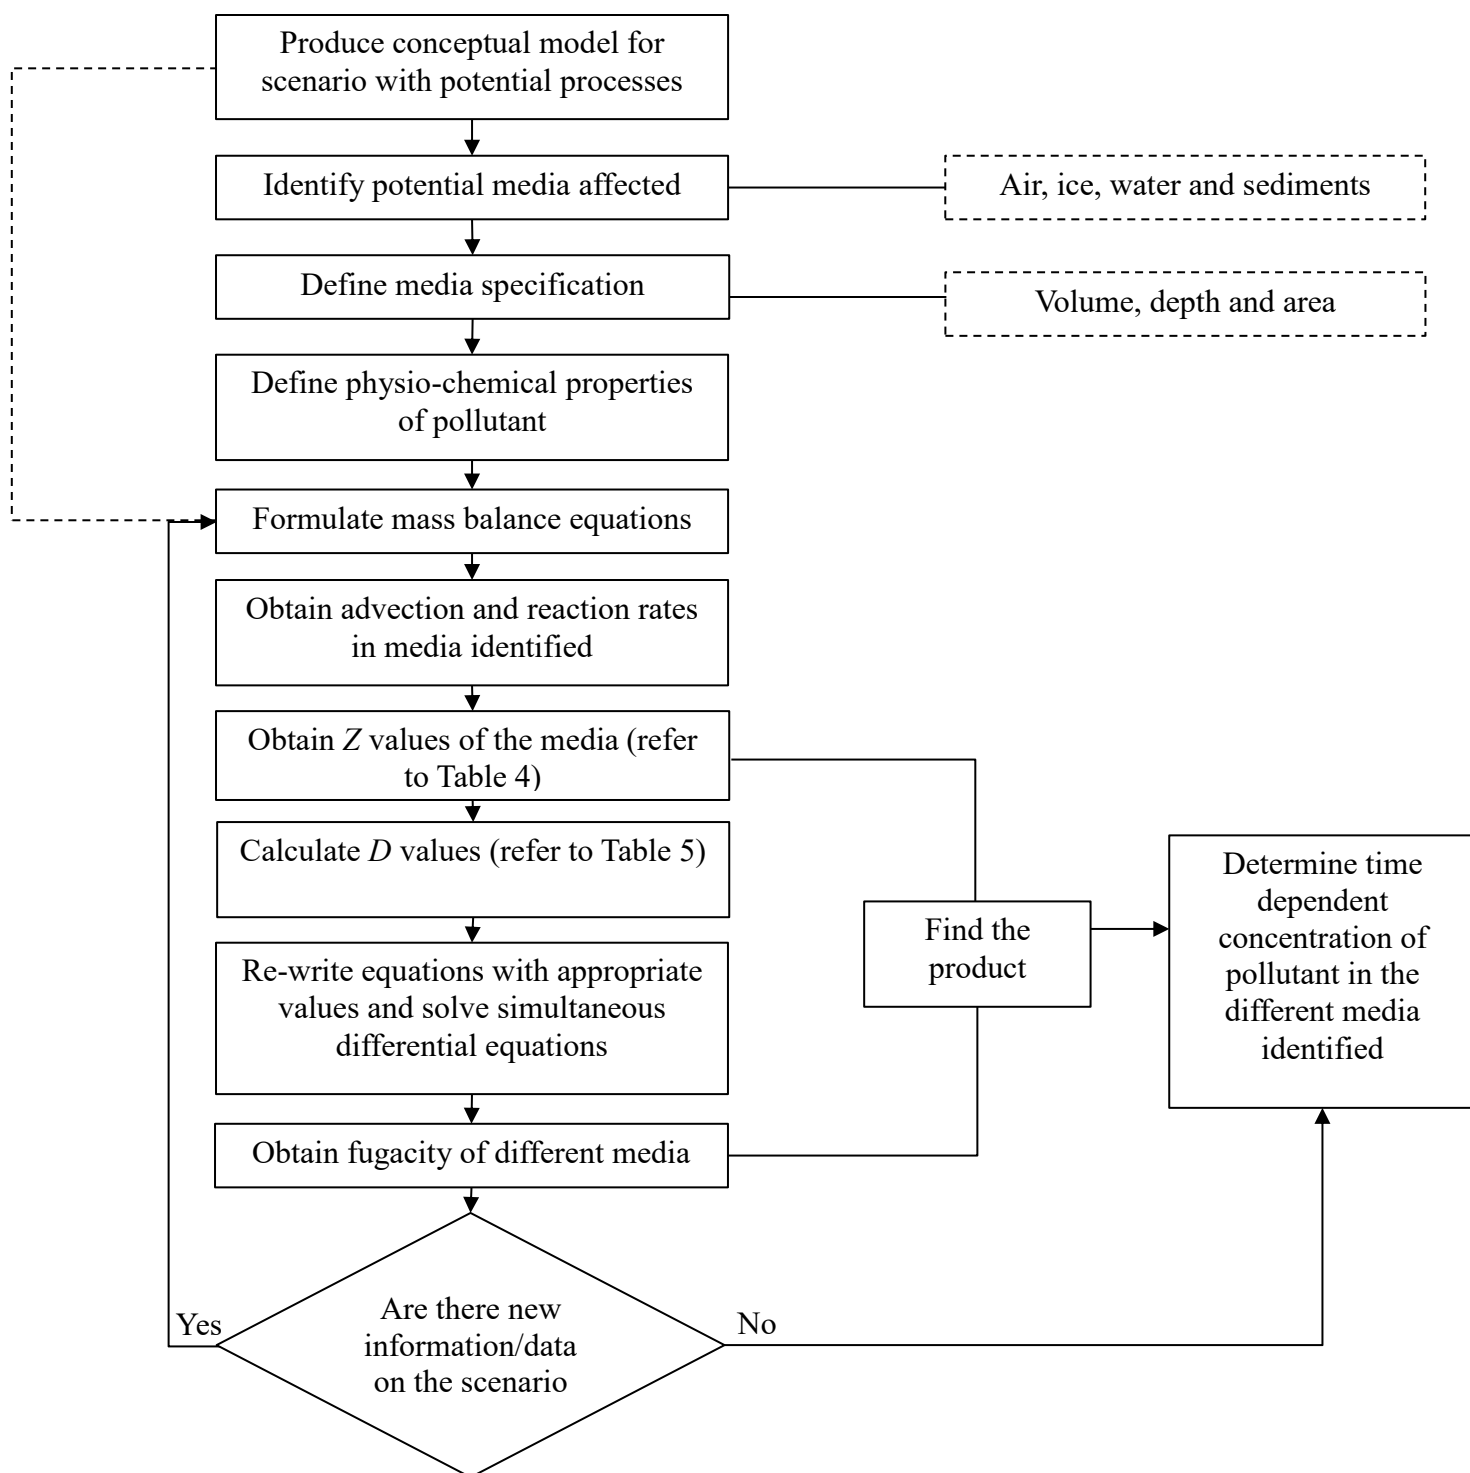 Produce conceptual model for
scenario with potential processes
Identify potential media affected
Air, ice, water and sediments
Define media specification
Volume, depth and area
Define physio-chemical properties
of pollutant
Formulate mass balance equations
Obtain advection and reaction rates
in media identified
Obtain Z values of the media (refer
to Table 4)
Calculate D values (refer to Table 5)
Re-write equations with appropriate
values and solve simultaneous
differential equations
Find the
product
Determine time
dependent
concentration of
pollutant in the
different media
identified
Obtain fugacity of different media
Yes
Are there new
information/data
on the scenario
No